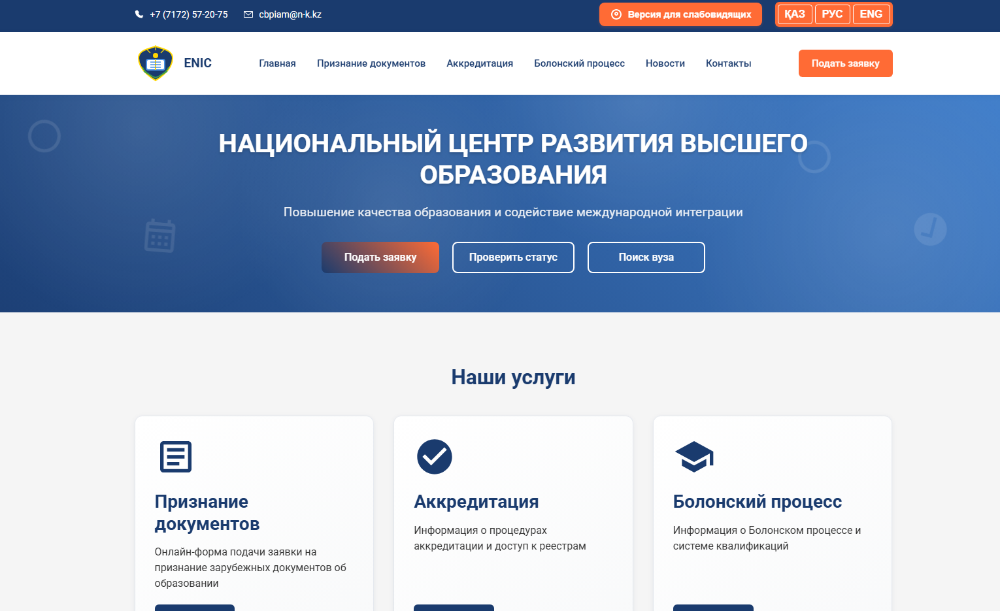 +7 (7172) 57-20-75
cbpiam@n-k.kz
Версия для слабовидящих
ҚАЗ РУС ENG
ENIC
Главная
Признание документов
Аккредитация
Болонский процесс
Новости
Контакты
Подать заявку
НАЦИОНАЛЬНЫЙ ЦЕНТР РАЗВИТИЯ ВЫСШЕГО
ОБРАЗОВАНИЯ
Повышение качества образования и содействие международной интеграции
Подать заявку
Проверить статус
Поиск вуза
Наши услуги
Признание
документов
Онлайн-форма подачи заявки на
признание зарубежных документов об
образовании
Аккредитация
Информация о процедурах
аккредитации и доступ к реестрам
Болонский процесс
Информация о Болонском процессе и
системе квалификаций